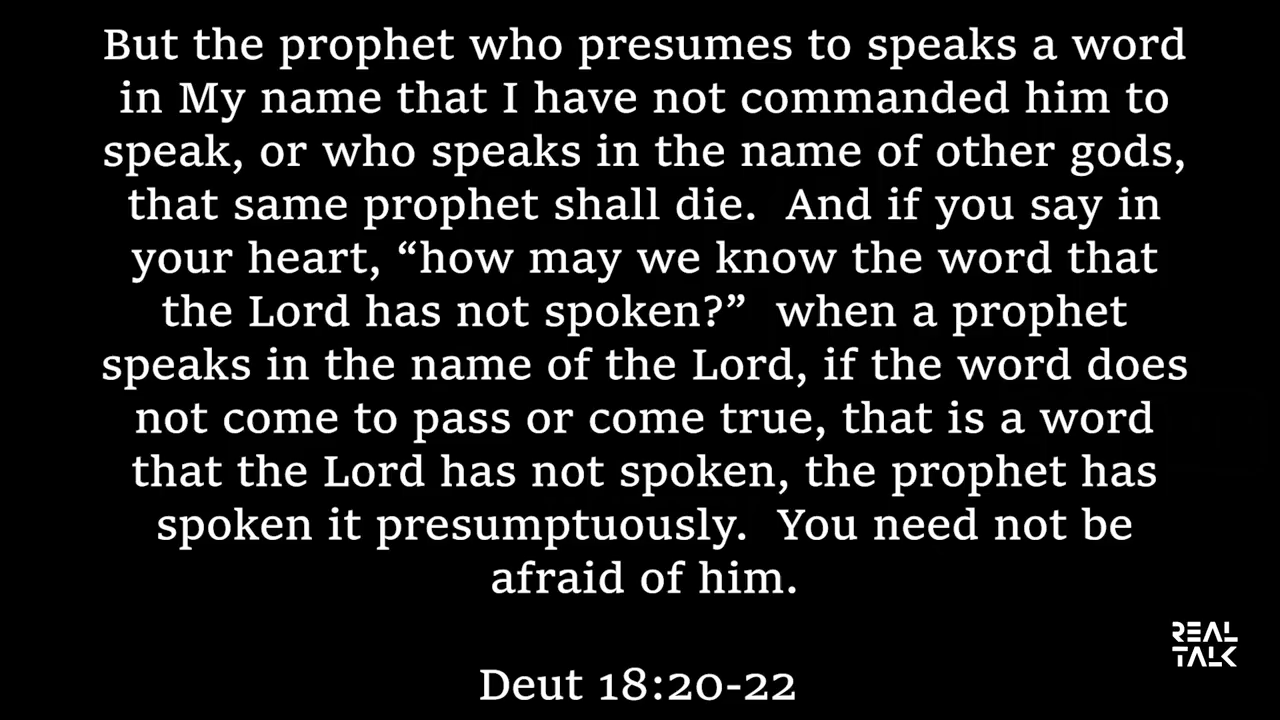 But the prophet who presumes to speaks a word
in My name that I have not commanded him to
speak, or who speaks in the name of other gods,
that same prophet shall die.  And if you say in
your heart, “how may we know the word that
the Lord has not spoken?”  when a prophet
speaks in the name of the Lord, if the word does
not come to pass or come true, that is a word
that the Lord has not spoken, the prophet has
spoken it presumptuously.  You need not be
afraid of him.
REAL
TALK
Deut 18:20-22